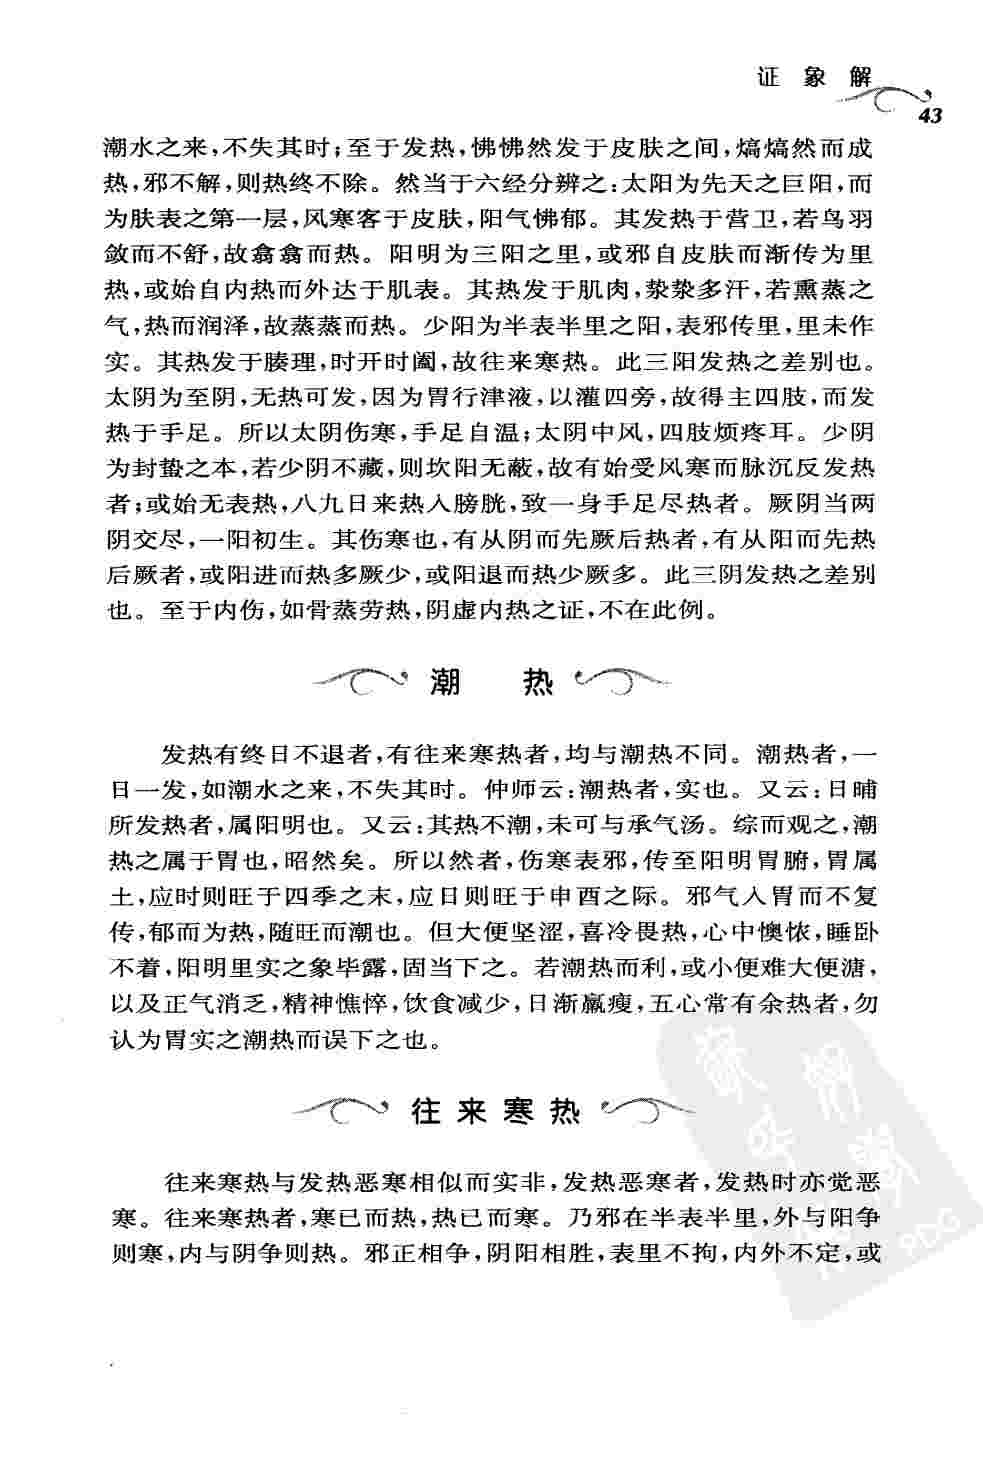 证象解
43
潮水之来,不失其时;至于发热,怫怫然发于皮肤之间,熇熇然而成
热,邪不解,则热终不除。然当于六经分辨之:太阳为先天之巨阳,而
为肤表之第一层,风寒客于皮肤,阳气怫郁。其发热于营卫,若鸟羽
敛而不舒,故翕翕而热。阳明为三阳之里,或邪自皮肤而渐传为里
热,或始自内热而外达于肌表。其热发于肌肉,𣸣𣸣多汗,若熏蒸之
气,热而润泽,故蒸蒸而热。少阳为半表半里之阳,表邪传里,里未作
实。其热发于腠理,时开时阖,故往来寒热。此三阳发热之差别也。
太阴为至阴,无热可发,因为胃行津液,以灌四旁,故得主四肢,而发
热于手足。所以太阴伤寒,手足自温;太阴中风,四肢烦疼耳。少阴
为封蛰之本,若少阴不藏,则坎阳无蔽,故有始受风寒而脉沉反发热
者;或始无表热,八九日来热入膀胱,致一身手足尽热者。厥阴当两
阴交尽,一阳初生。其伤寒也,有从阴而先厥后热者,有从阳而先热
后厥者,或阳进而热多厥少,或阳退而热少厥多。此三阴发热之差别
也。至于内伤,如骨蒸劳热,阴虚内热之证,不在此例。
潮热
发热有终日不退者,有往来寒热者,均与潮热不同。潮热者,一
日一发,如潮水之来,不失其时。仲师云:潮热者,实也。又云:日晡
所发热者,属阳明也。又云:其热不潮,未可与承气汤。综而观之,潮
热之属于胃也,昭然矣。所以然者,伤寒表邪,传至阳明胃腑,胃属
土,应时则旺于四季之末,应日则旺于申酉之际。邪气入胃而不复
传,郁而为热,随旺而潮也。但大便坚涩,喜冷畏热,心中懊憹,睡卧
不着,阳明里实之象毕露,固当下之。若潮热而利,或小便难大便溏,
以及正气消乏,精神憔悴,饮食减少,日渐羸瘦,五心常有余热者,勿
认为胃实之潮热而误下之也。
往来寒热
往来寒热与发热恶寒相似而实非,发热恶寒者,发热时亦觉恶
寒。往来寒热者,寒已而热,热已而寒。乃邪在半表半里,外与阳争
则寒,内与阴争则热。邪正相争,阴阳相胜,表里不拘,内外不定,或
PDG